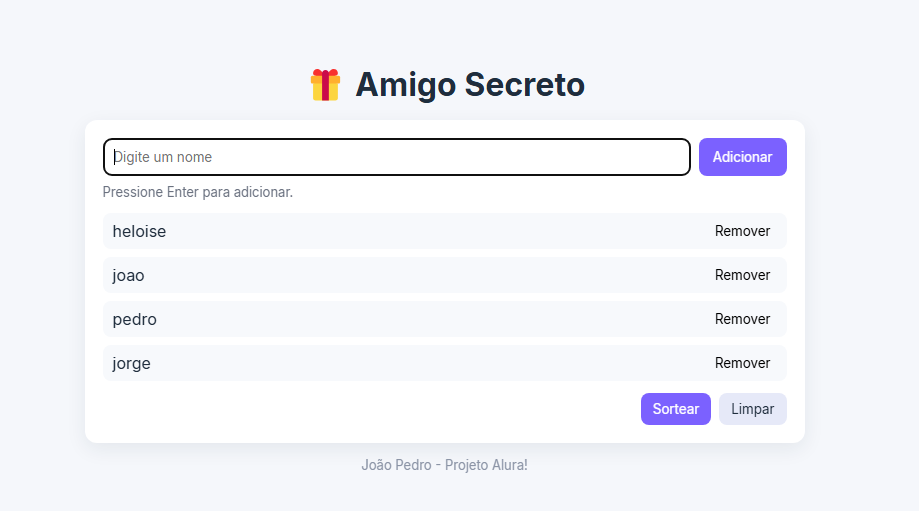 Amigo Secreto
Digite um nome
Adicionar
Pressione Enter para adicionar.
heloise Remover
joao Remover
pedro Remover
jorge Remover
Sortear Limpar
João Pedro - Projeto Alura!